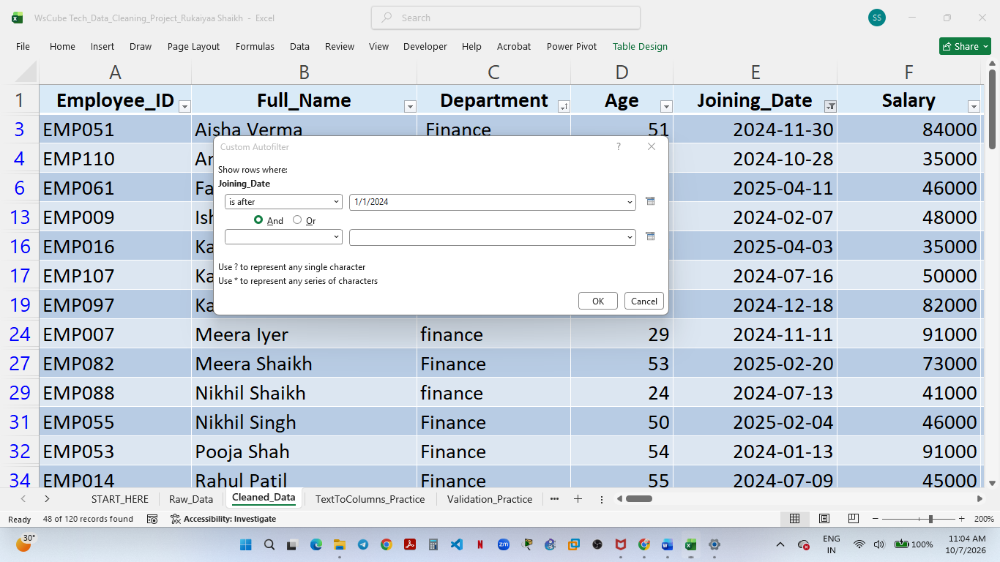 WsCube Tech_Data_Cleaning_Project_Rukaiyaa Shaikh - Excel
Search
SS
File Home Insert Draw Page Layout Formulas Data Review View Developer Help Acrobat Power Pivot Table Design
Share
A B C D E F
1 Employee_ID Full_Name Department Age Joining_Date Salary
3 EMP051 Aisha Verma Finance 51 2024-11-30 84000
4 EMP110 2024-10-28 35000
6 EMP061 Fa 2025-04-11 46000
13 EMP009 Ish 2024-02-07 48000
16 EMP016 Ka 2025-04-03 35000
17 EMP107 Ka 2024-07-16 50000
19 EMP097 Ka 2024-12-18 82000
Custom Autofilter
?
Show rows where:
Joining_Date
is after 1/1/2024
And Or
Use ? to represent any single character
Use * to represent any series of characters
OK Cancel
24 EMP007 Meera Iyer finance 29 2024-11-11 91000
27 EMP082 Meera Shaikh Finance 53 2025-02-20 73000
29 EMP088 Nikhil Shaikh finance 24 2024-07-13 41000
31 EMP055 Nikhil Singh Finance 50 2025-02-04 46000
32 EMP053 Pooja Shah Finance 54 2024-01-13 91000
34 EMP014 Rahul Patil Finance 55 2024-07-09 45000
START_HERE Raw_Data Cleaned_Data TextToColumns_Practice Validation_Practice
Ready 48 of 120 records found Accessibility: Investigate 200%
30° zm ENG 100% 11:04 AM
IN 10/7/2026